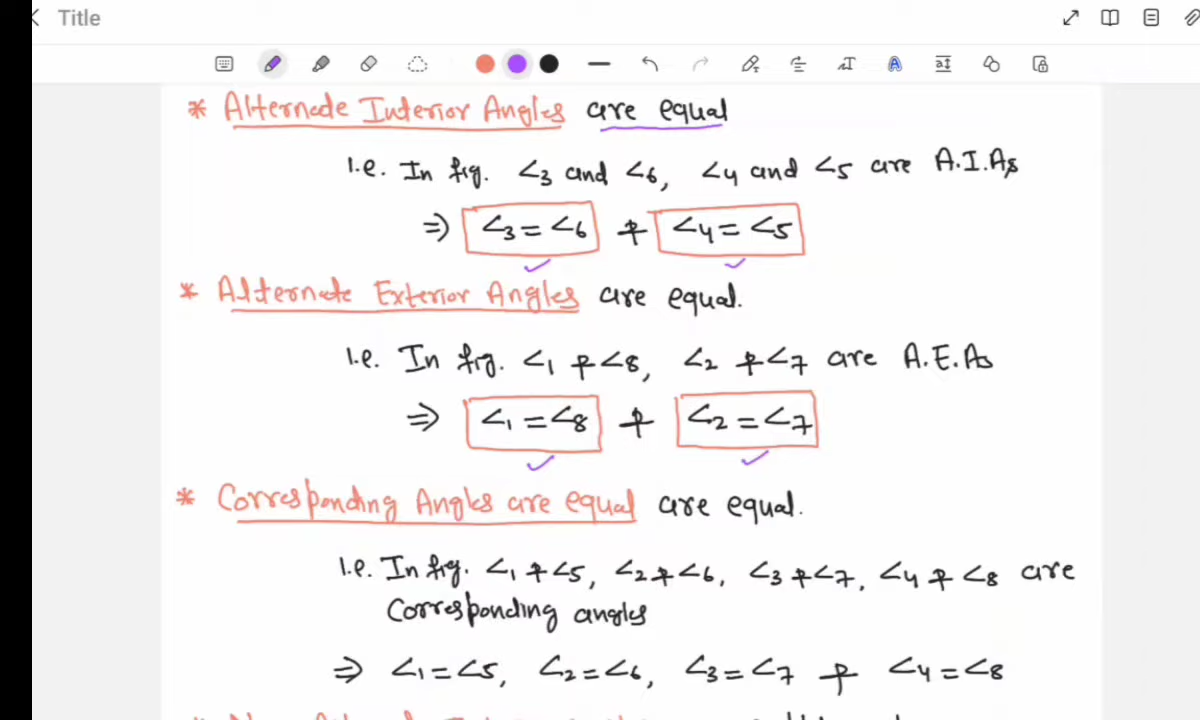 Title
* Alternate Interior Angles are equal
I.e. In fig. ∠3 and ∠6, ∠4 and ∠5 are A.I.As
⇒ ∠3 = ∠6 & ∠4 = ∠5
* Alternate Exterior Angles are equal.
I.e. In fig. ∠1 & ∠8, ∠2 & ∠7 are A.E.As
⇒ ∠1 = ∠8 & ∠2 = ∠7
* Corresponding Angles are equal are equal.
I.e. In fig. ∠1 & ∠5, ∠2 & ∠6, ∠3 & ∠7, ∠4 & ∠8 are
Corresponding angles
⇒ ∠1 = ∠5, ∠2 = ∠6, ∠3 = ∠7 & ∠4 = ∠8